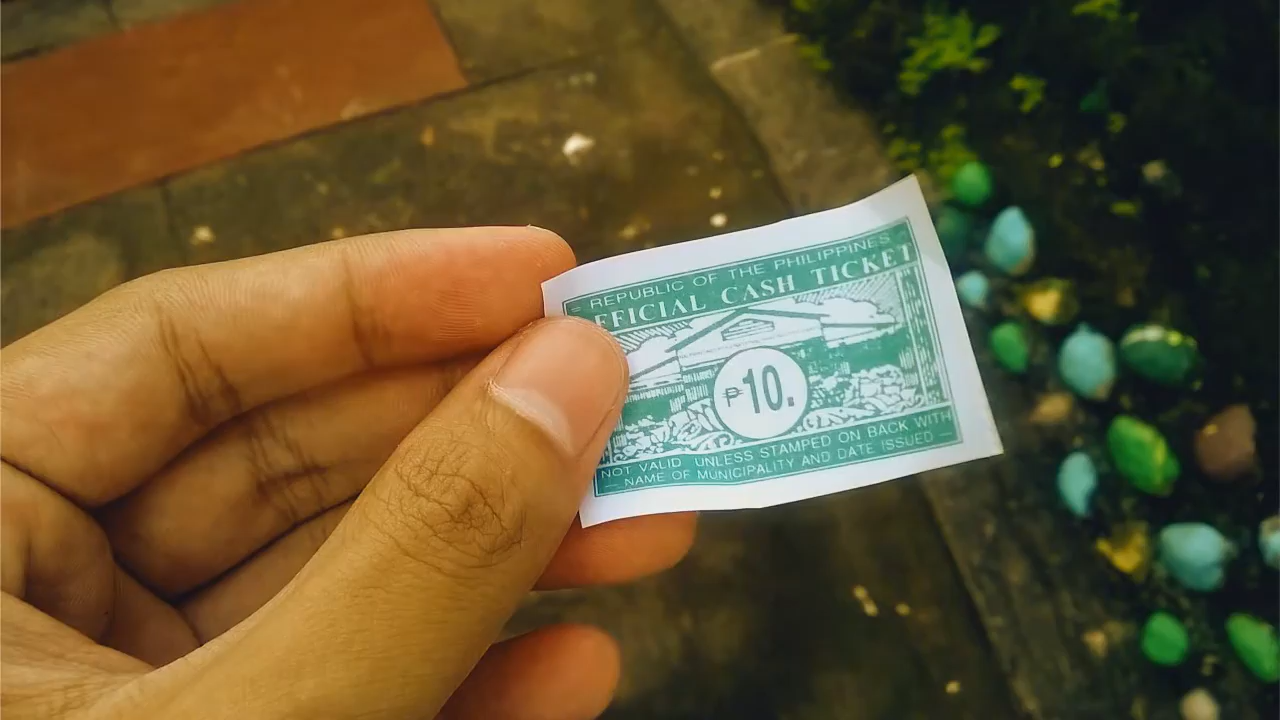 REPUBLIC OF THE PHILIPPINES
FFICIAL CASH TICKET
₱10.
NOT VALID UNLESS STAMPED ON BACK WITH
— NAME OF MUNICIPALITY AND DATE ISSUED —